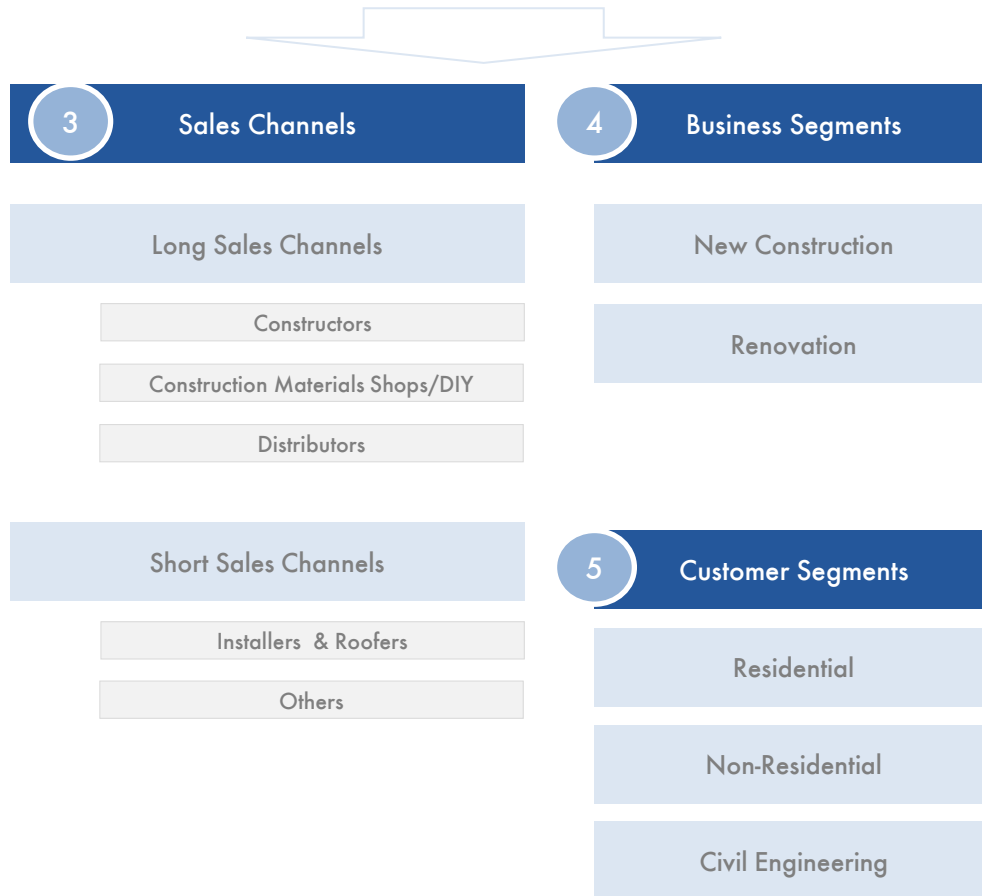 3
Sales Channels
Long Sales Channels
Constructors
Construction Materials Shops/DIY
Distributors
Short Sales Channels
Installers & Roofers
Others
4
Business Segments
New Construction
Renovation
5
Customer Segments
Residential
Non-Residential
Civil Engineering